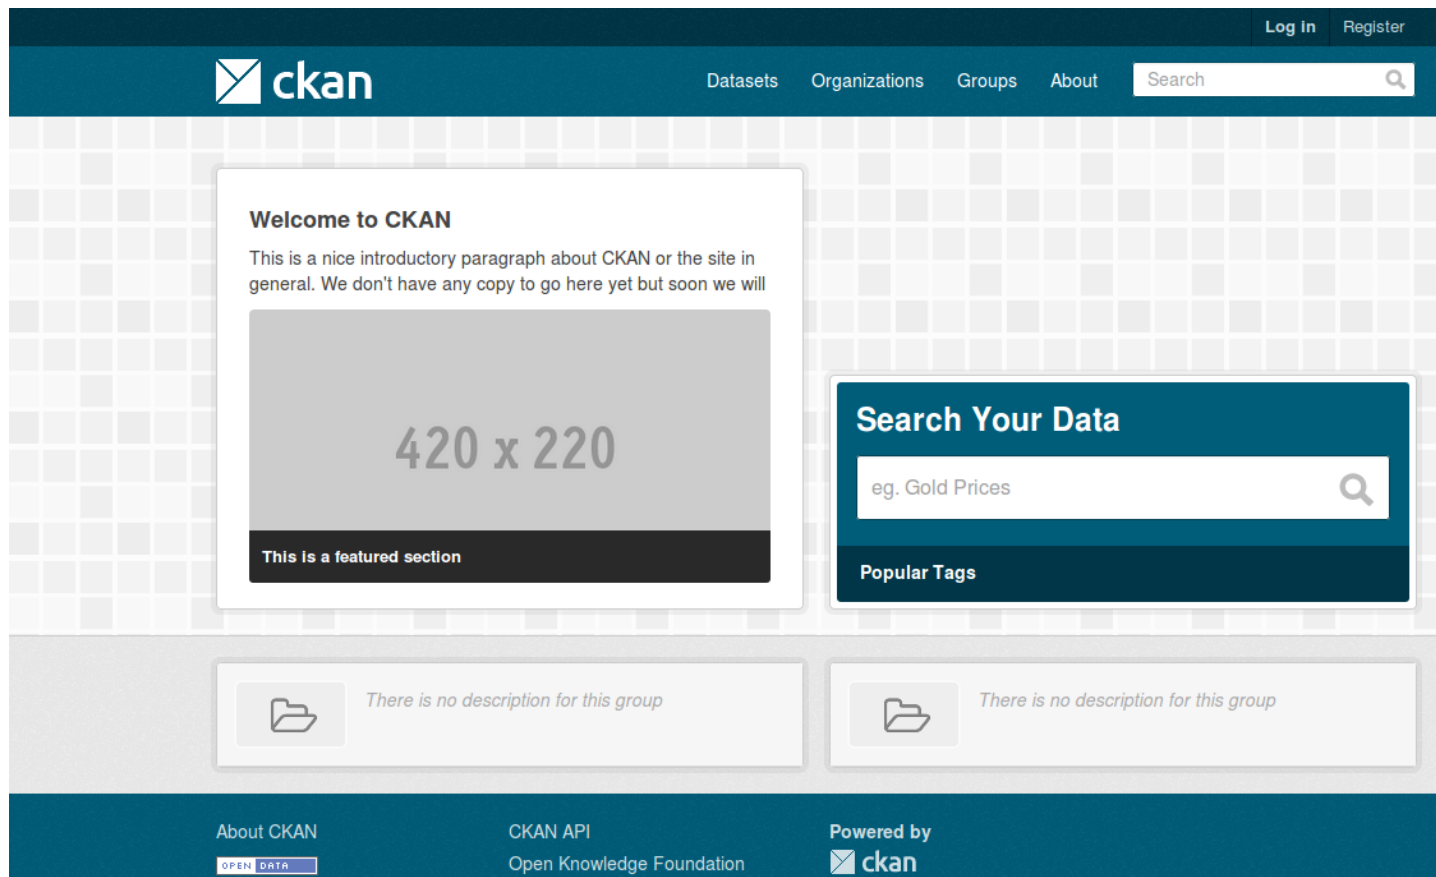 Log in Register
ckan Datasets Organizations Groups About Search
Welcome to CKAN
This is a nice introductory paragraph about CKAN or the site in
general. We don't have any copy to go here yet but soon we will
420 x 220
This is a featured section
Search Your Data
eg. Gold Prices
Popular Tags
There is no description for this group
There is no description for this group
About CKAN
OPEN DATA
CKAN API
Open Knowledge Foundation
Powered by
ckan